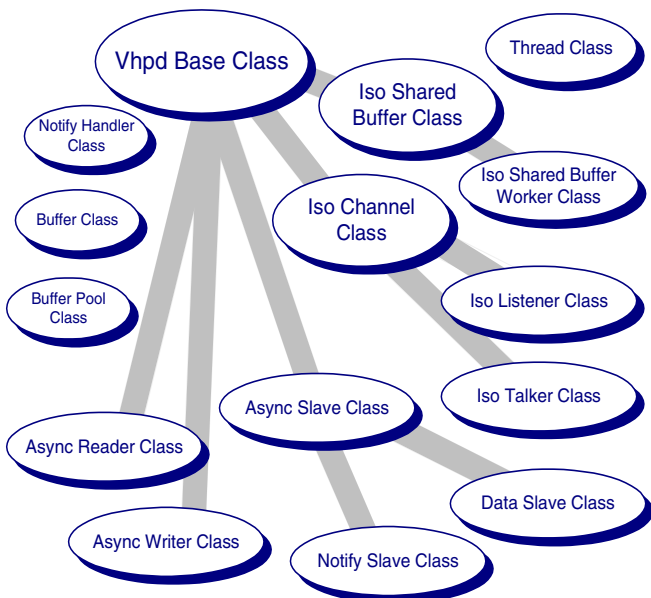 Vhpd Base Class
Thread Class
Iso Shared
Buffer Class
Notify Handler
Class
Iso Shared Buffer
Worker Class
Buffer Class
Iso Channel
Class
Buffer Pool
Class
Iso Listener Class
Iso Talker Class
Async Slave Class
Async Reader Class
Data Slave Class
Async Writer Class
Notify Slave Class